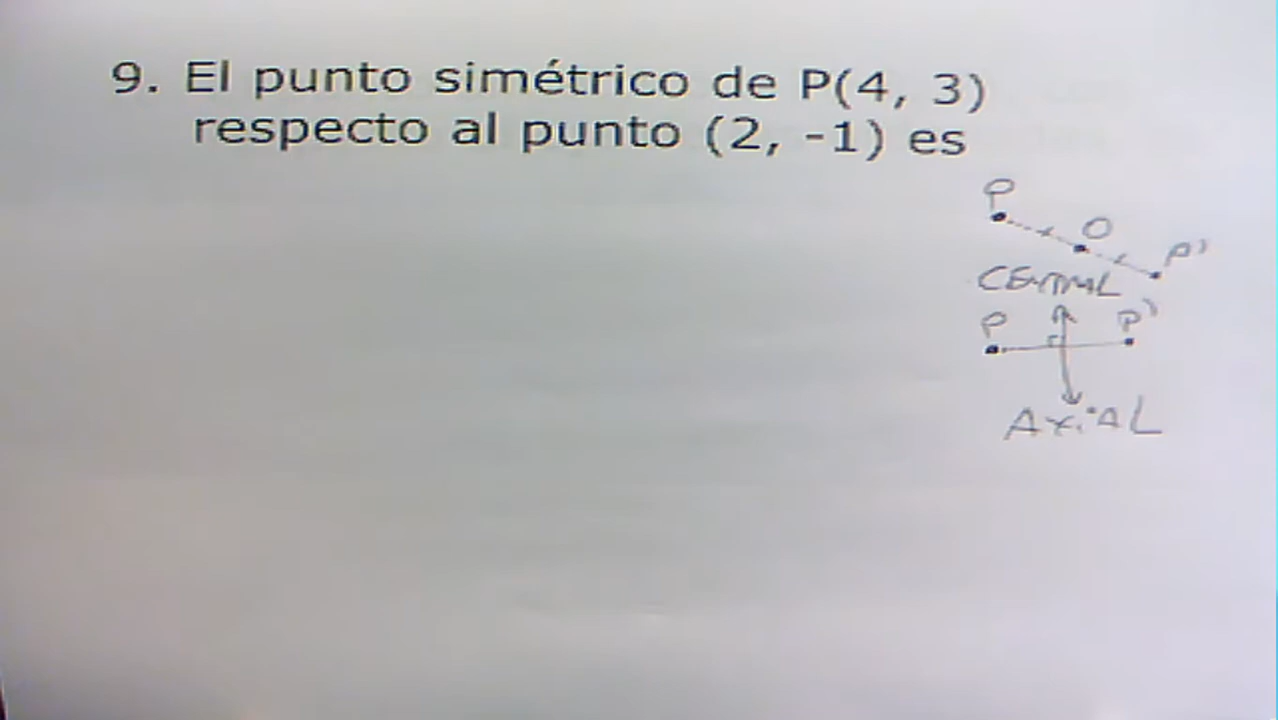 9. El punto simétrico de P(4, 3)
respecto al punto (2, -1) es
P
O
P'
CENTRAL
P
P'
AXIAL